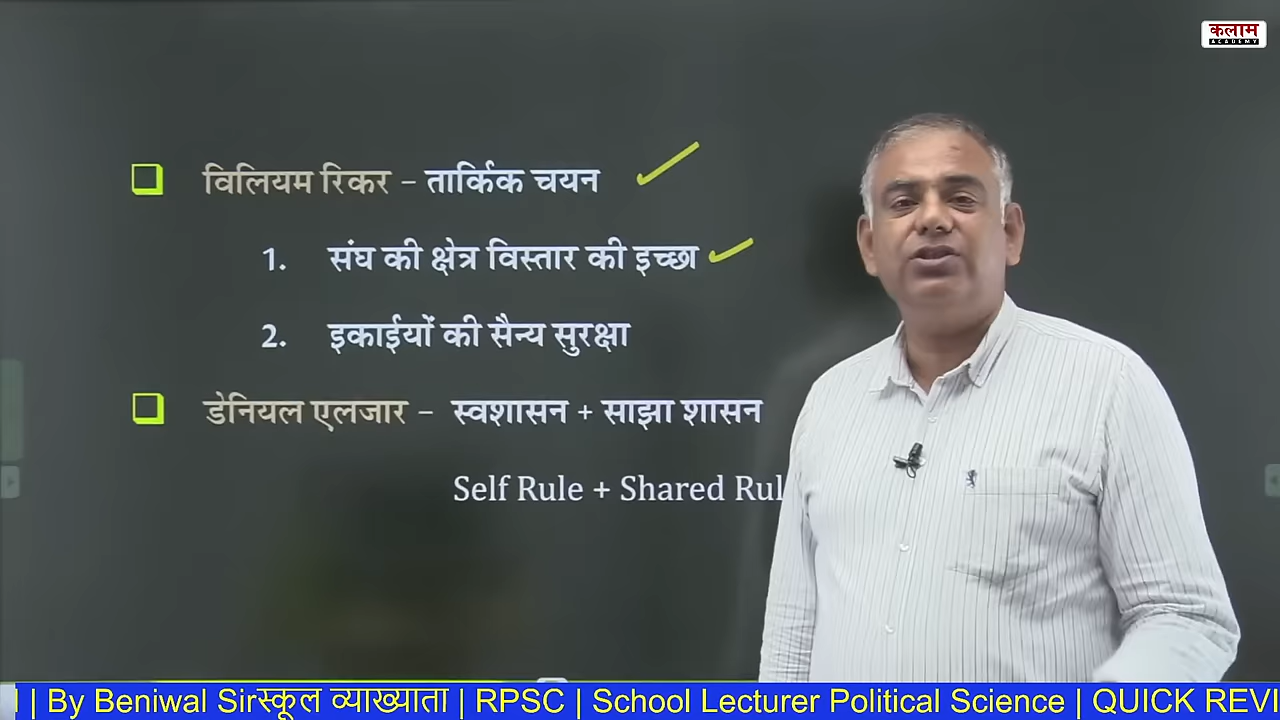 कलाम
ACADEMY
विलियम रिकर – तार्किक चयन
1. संघ की क्षेत्र विस्तार की इच्छा
2. इकाईयों की सैन्य सुरक्षा
डेनियल एलजार – स्वशासन + साझा शासन
Self Rule + Shared Rul
| By Beniwal Sirस्कूल व्याख्याता | RPSC | School Lecturer Political Science | QUICK REVI